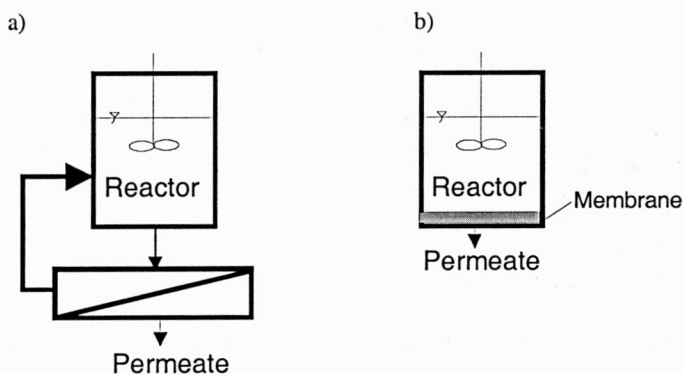 a)
Reactor
Permeate
b)
Reactor
Membrane
Permeate